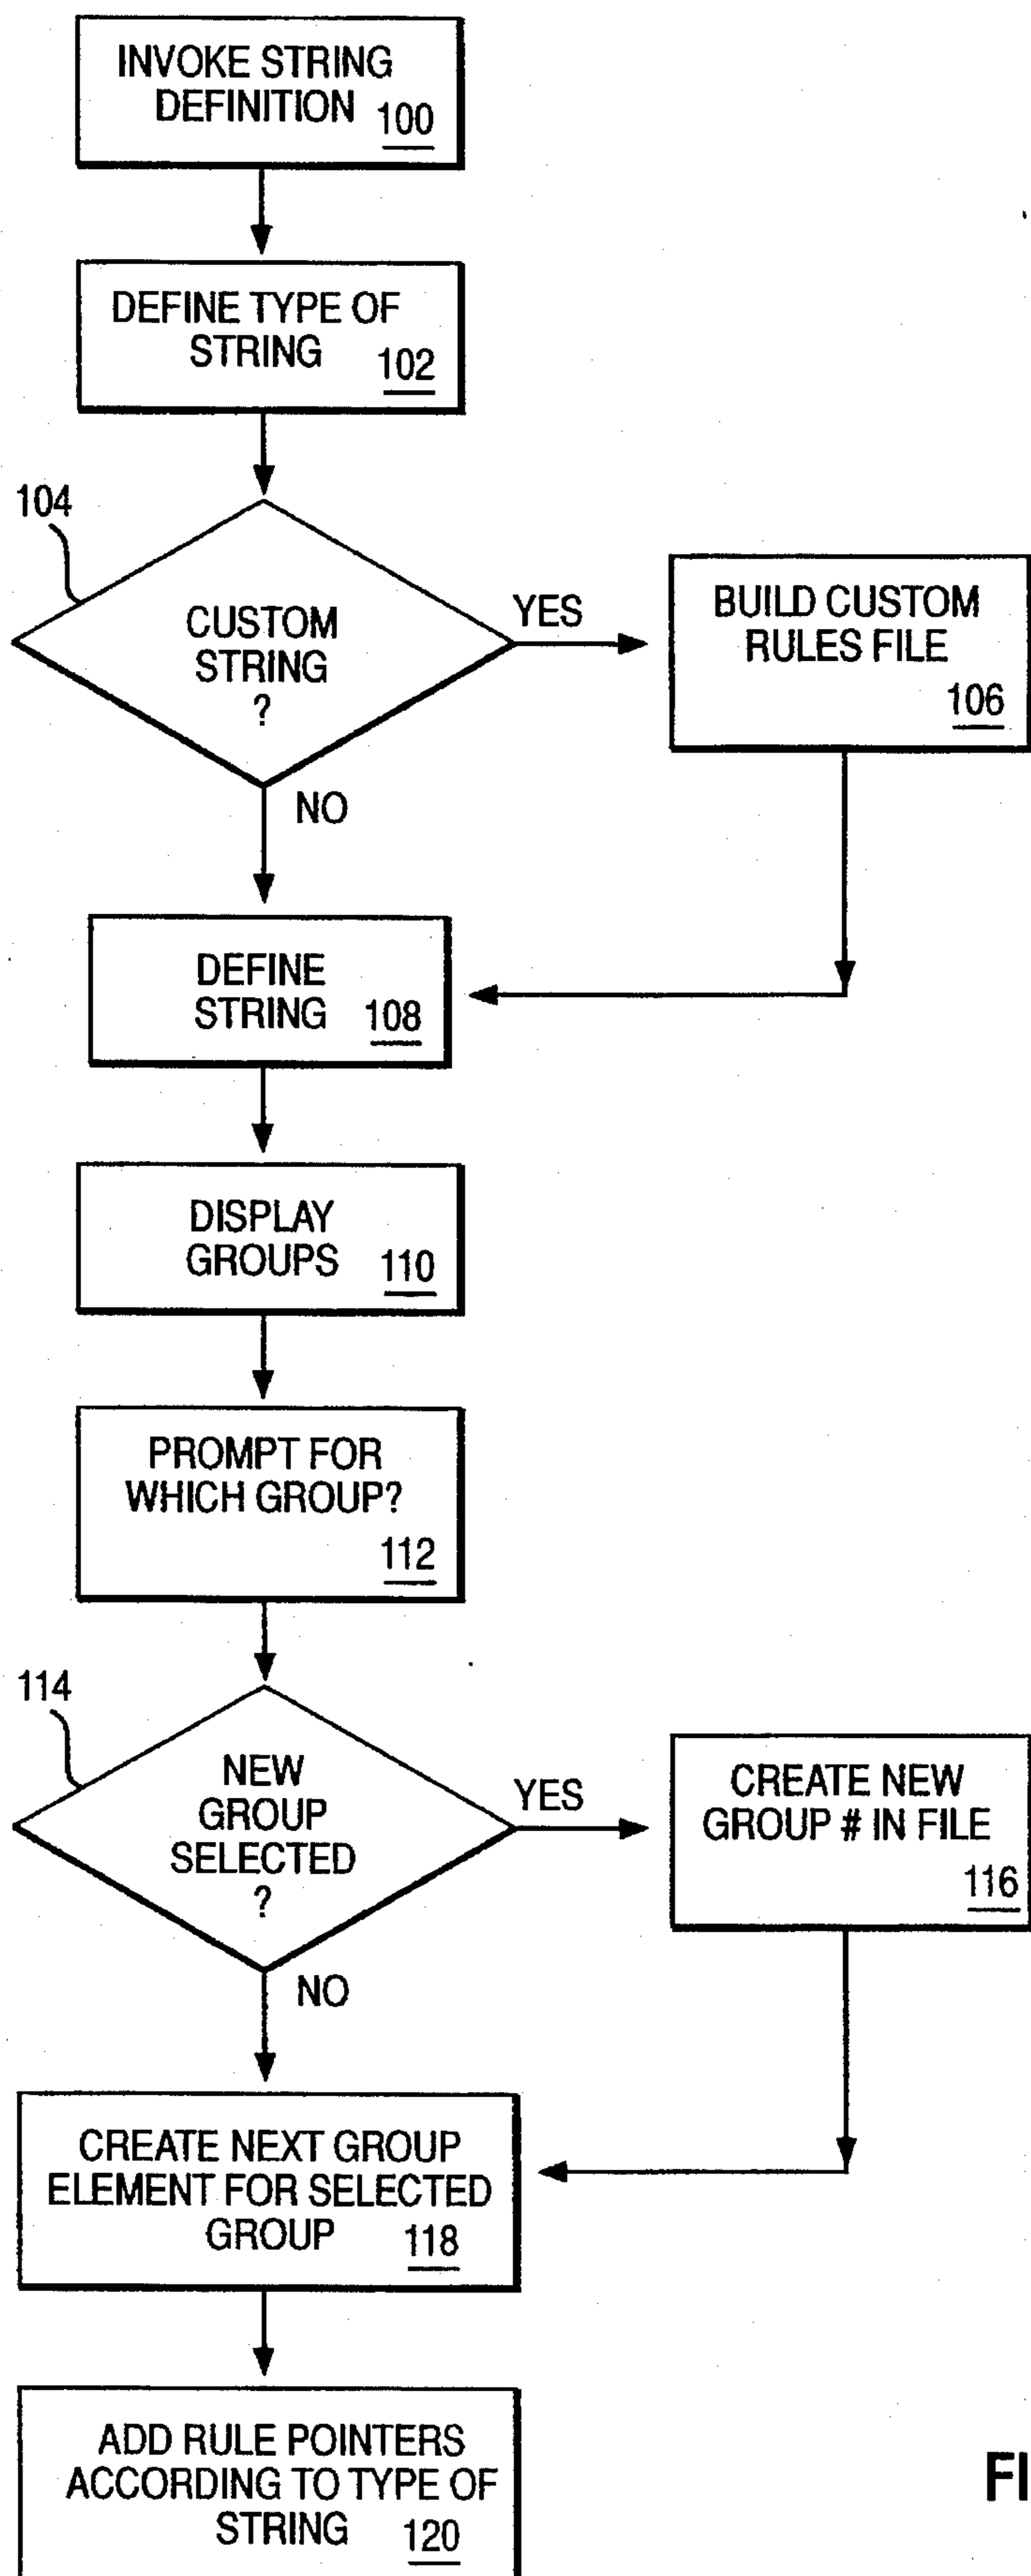 INVOKE STRING
DEFINITION 100
DEFINE TYPE OF
STRING 102
104
CUSTOM
STRING
?
YES
BUILD CUSTOM
RULES FILE
106
NO
DEFINE
STRING 108
DISPLAY
GROUPS 110
PROMPT FOR
WHICH GROUP?
112
114
NEW
GROUP
SELECTED
?
YES
CREATE NEW
GROUP # IN FILE
116
NO
CREATE NEXT GROUP
ELEMENT FOR SELECTED
GROUP 118
ADD RULE POINTERS
ACCORDING TO TYPE OF
STRING 120
FI